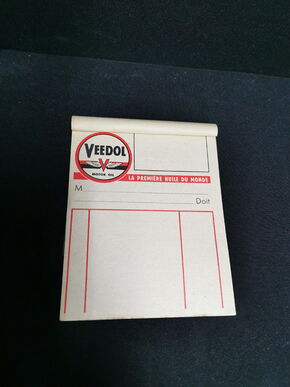 VEEDOL
V
MOTOR OIL
LA PREMIÈRE HUILE DU MONDE
M
Doit